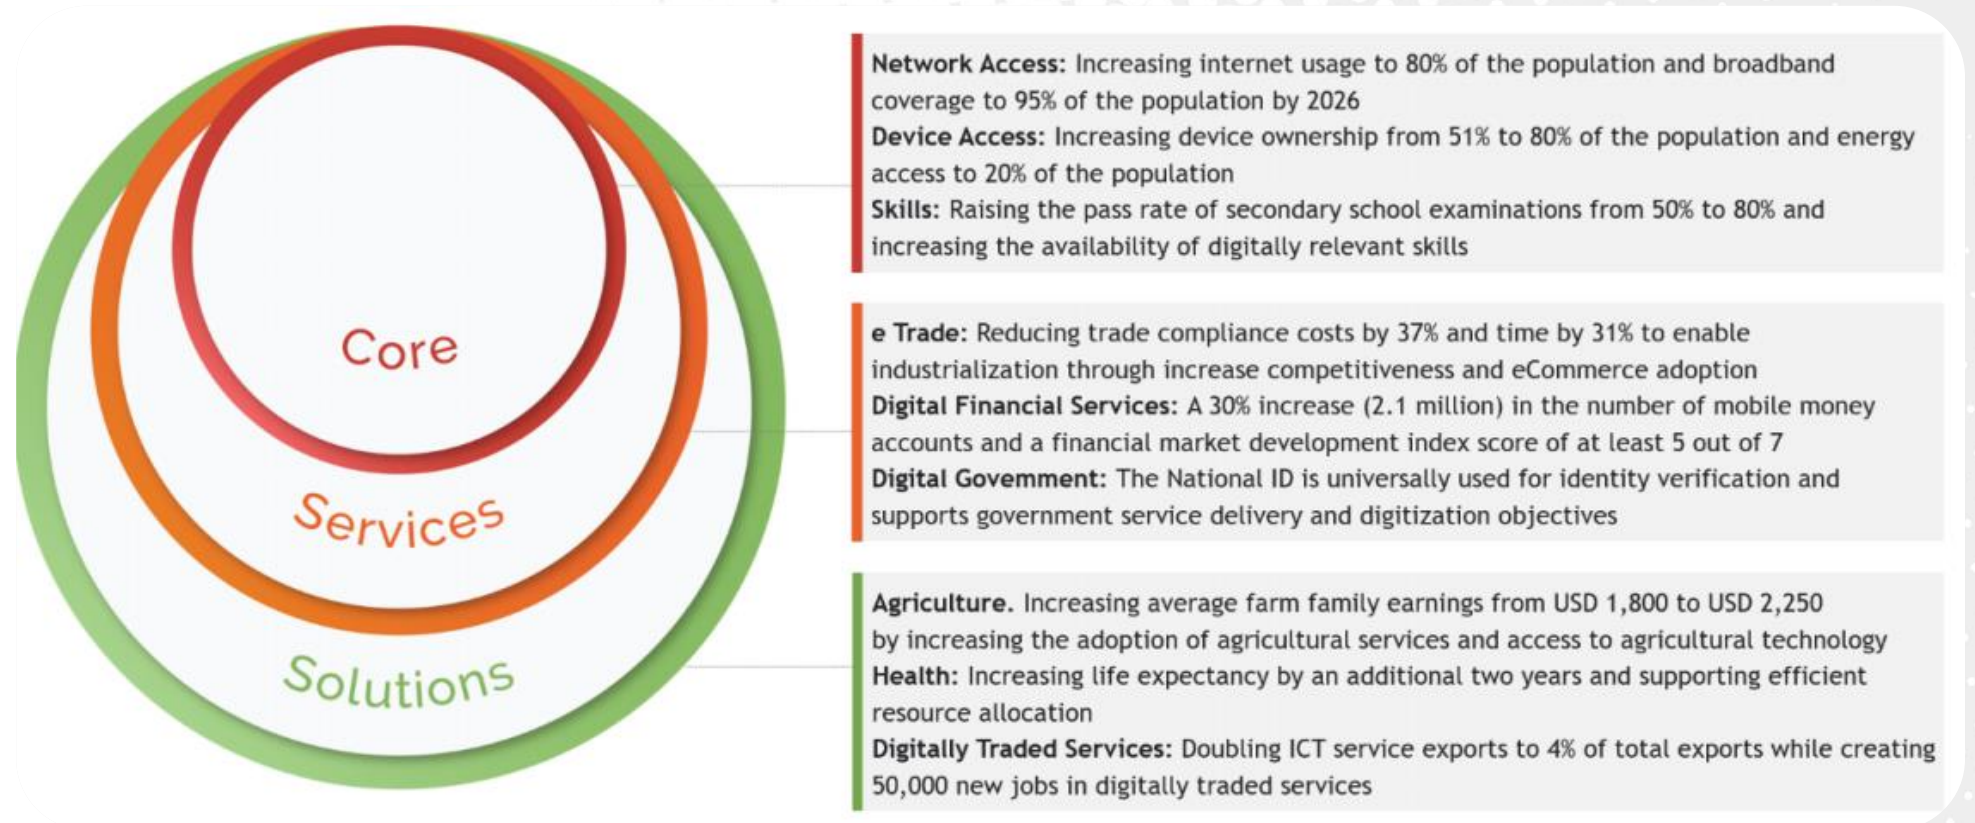 Core
Services
Solutions
Network Access: Increasing internet usage to 80% of the population and broadband
coverage to 95% of the population by 2026
Device Access: Increasing device ownership from 51% to 80% of the population and energy
access to 20% of the population
Skills: Raising the pass rate of secondary school examinations from 50% to 80% and
increasing the availability of digitally relevant skills
e Trade: Reducing trade compliance costs by 37% and time by 31% to enable
industrialization through increase competitiveness and eCommerce adoption
Digital Financial Services: A 30% increase (2.1 million) in the number of mobile money
accounts and a financial market development index score of at least 5 out of 7
Digital Govemment: The National ID is universally used for identity verification and
supports government service delivery and digitization objectives
Agriculture. Increasing average farm family earnings from USD 1,800 to USD 2,250
by increasing the adoption of agricultural services and access to agricultural technology
Health: Increasing life expectancy by an additional two years and supporting efficient
resource allocation
Digitally Traded Services: Doubling ICT service exports to 4% of total exports while creating
50,000 new jobs in digitally traded services